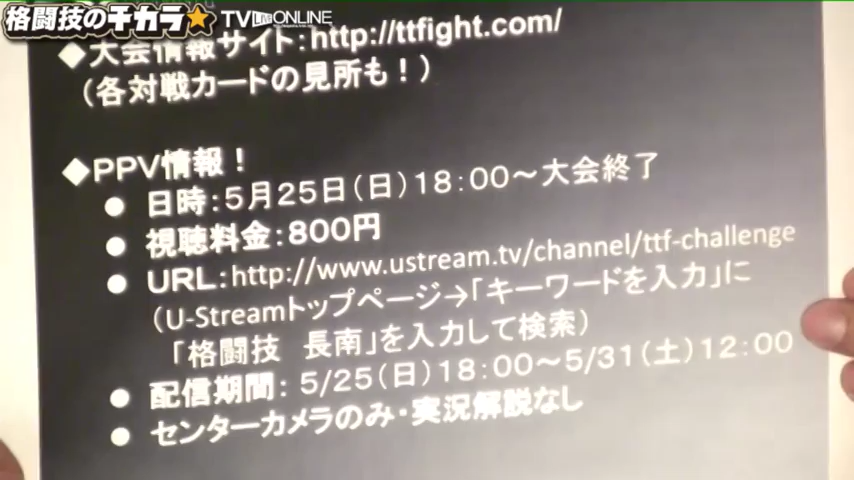 格闘技のチカラ★ TV LIVE ONLINE
◆大会情報サイト:http://ttfight.com/
(各対戦カードの見所も!)
◆PPV情報!
● 日時:5月25日(日)18:00~大会終了
● 視聴料金:800円
● URL:http://www.ustream.tv/channel/ttf-challenge
(U-Streamトップページ→「キーワードを入力」に
「格闘技 長南」を入力して検索)
● 配信期間: 5/25(日)18:00~5/31(土)12:00
● センターカメラのみ・実況解説なし